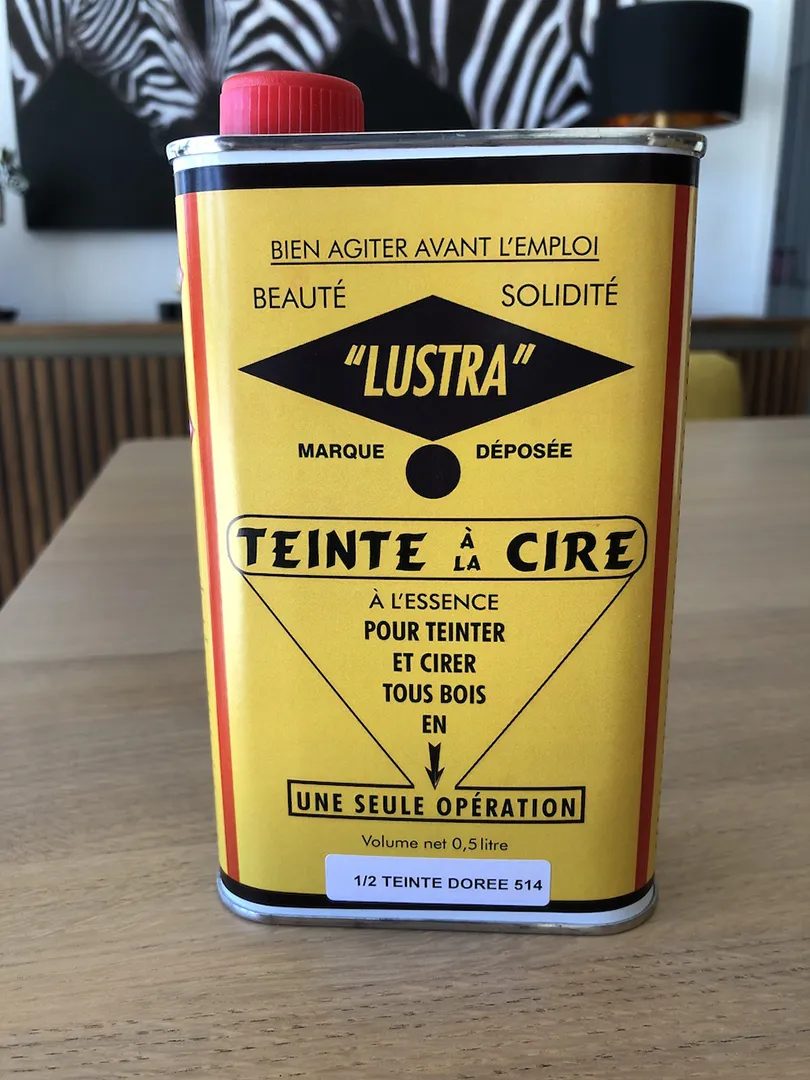 BIEN AGITER AVANT L'EMPLOI
BEAUTÉ SOLIDITÉ
"LUSTRA"
MARQUE DÉPOSÉE
TEINTE À LA CIRE
À L'ESSENCE
POUR TEINTER
ET CIRER
TOUS BOIS
EN
UNE SEULE OPÉRATION
Volume net 0,5 litre
1/2 TEINTE DOREE 514